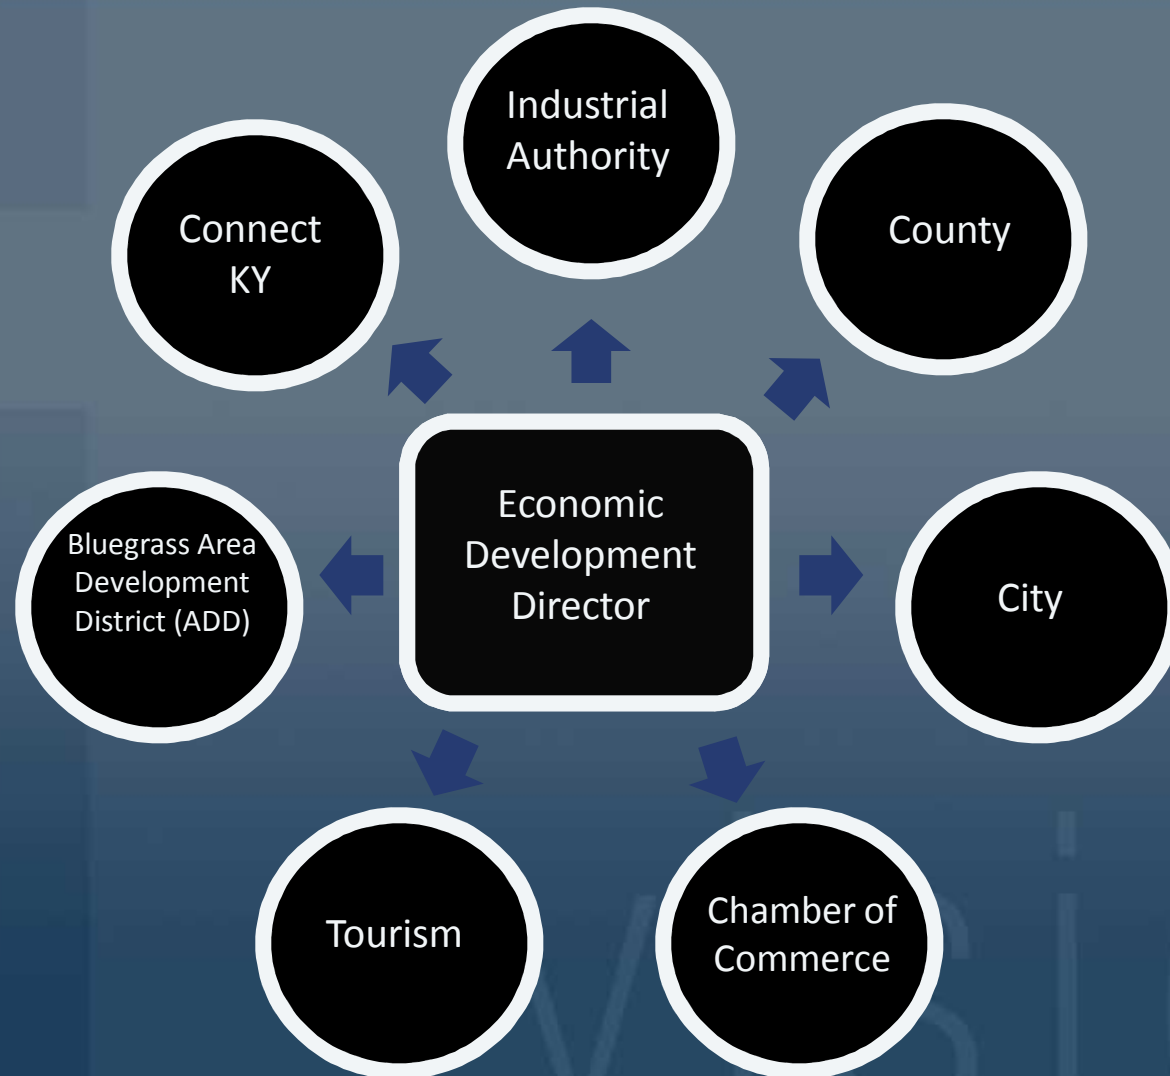 Industrial
Authority
Connect
KY
County
Economic
Development
Director
Bluegrass Area
Development
District (ADD)
City
Tourism
Chamber of
Commerce